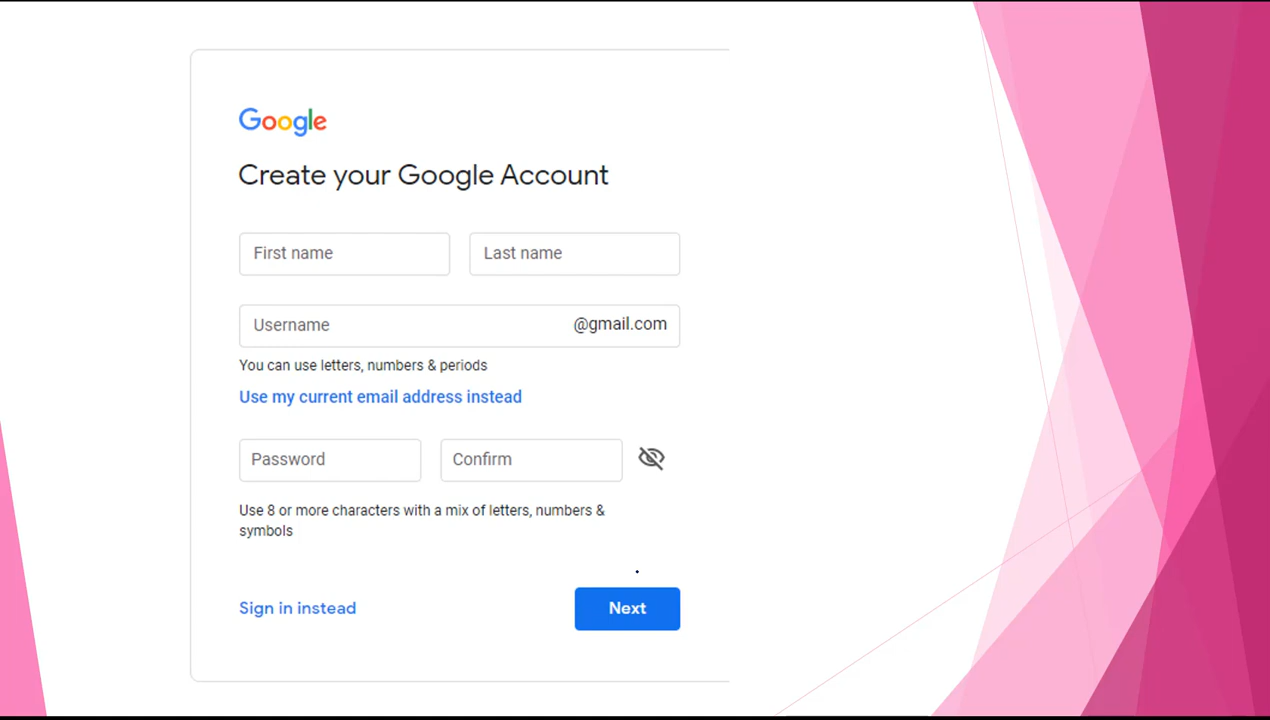 Google
Create your Google Account
First name Last name
Username @gmail.com
You can use letters, numbers & periods
Use my current email address instead
Password Confirm
Use 8 or more characters with a mix of letters, numbers &
symbols
Sign in instead Next